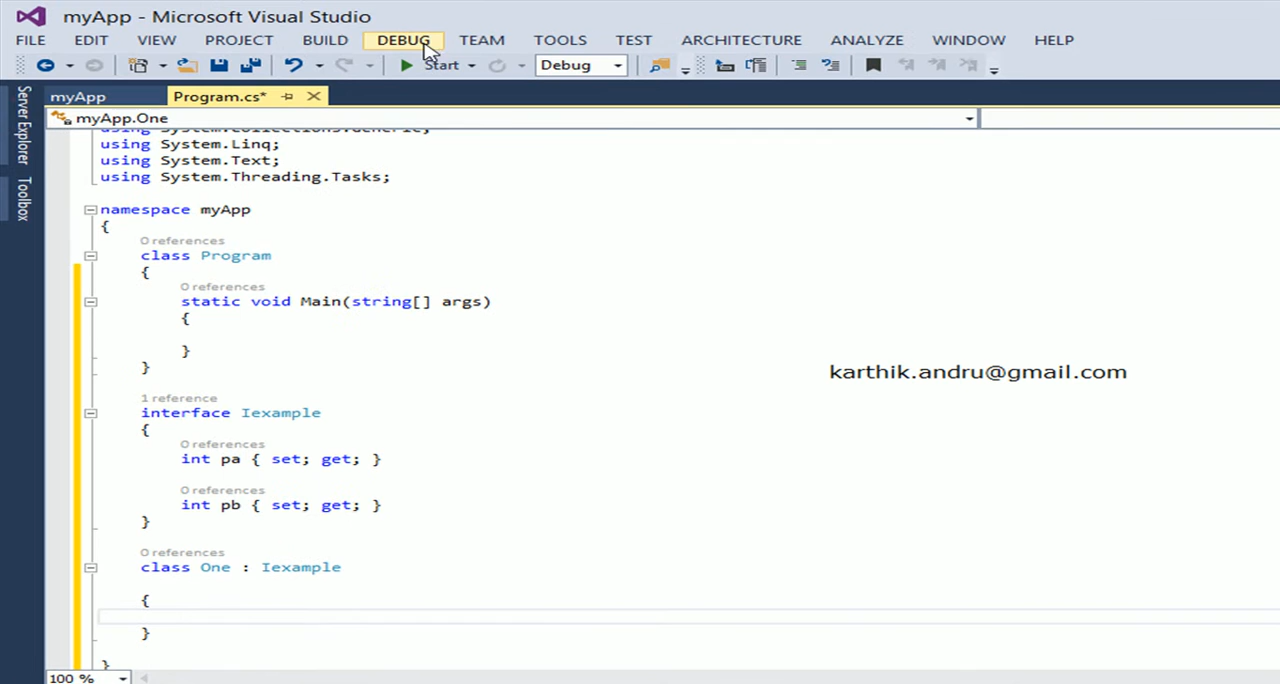 myApp - Microsoft Visual Studio
FILE EDIT VIEW PROJECT BUILD DEBUG TEAM TOOLS TEST ARCHITECTURE ANALYZE WINDOW HELP
Start Debug
Server Explorer
Toolbox
myApp Program.cs*
myApp.One
using System.Collections.Generic;
using System.Linq;
using System.Text;
using System.Threading.Tasks;
namespace myApp
{
0 references
class Program
{
0 references
static void Main(string[] args)
{
}
}
karthik.andru@gmail.com
1 reference
interface Iexample
{
0 references
int pa { set; get; }
0 references
int pb { set; get; }
}
0 references
class One : Iexample
{
}
}
100 %